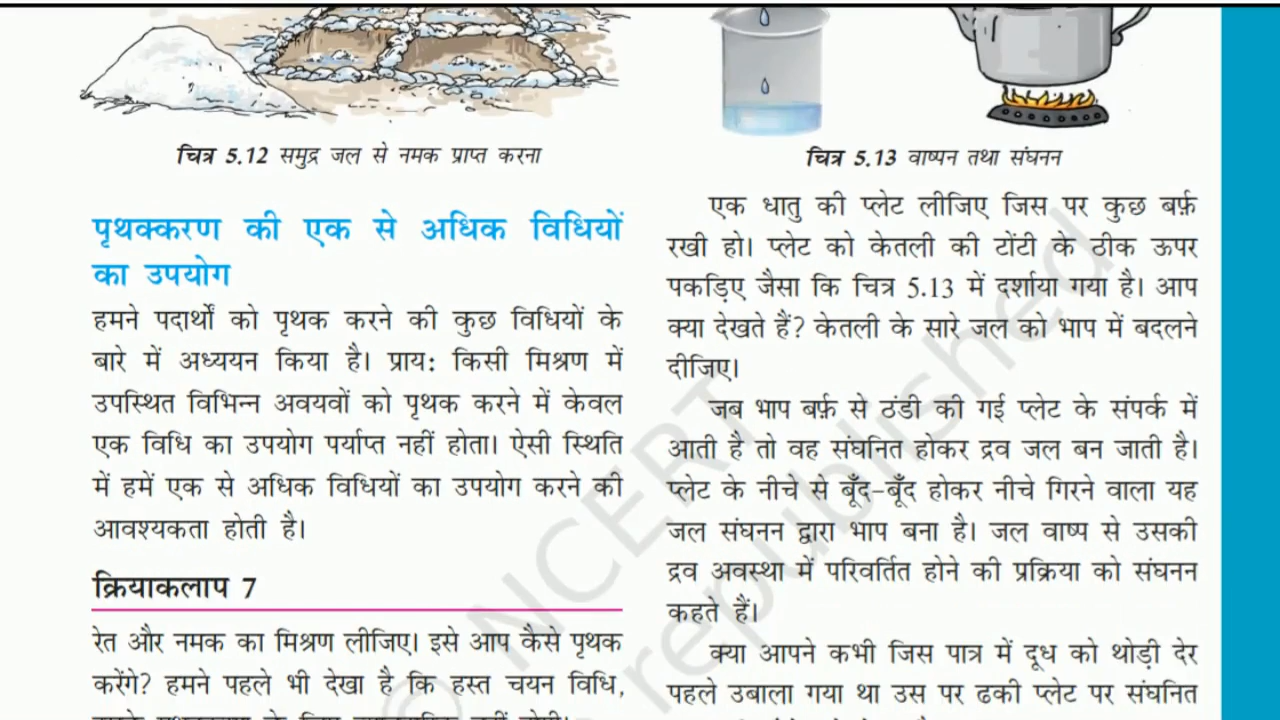 चित्र 5.12 समुद्र जल से नमक प्राप्त करना
पृथक्करण की एक से अधिक विधियों
का उपयोग
हमने पदार्थों को पृथक करने की कुछ विधियों के
बारे में अध्ययन किया है। प्राय: किसी मिश्रण में
उपस्थित विभिन्न अवयवों को पृथक करने में केवल
एक विधि का उपयोग पर्याप्त नहीं होता। ऐसी स्थिति
में हमें एक से अधिक विधियों का उपयोग करने की
आवश्यकता होती है।
क्रियाकलाप 7
रेत और नमक का मिश्रण लीजिए। इसे आप कैसे पृथक
करेंगे? हमने पहले भी देखा है कि हस्त चयन विधि,
चित्र 5.13 वाष्पन तथा संघनन
एक धातु की प्लेट लीजिए जिस पर कुछ बर्फ़
रखी हो। प्लेट को केतली की टोंटी के ठीक ऊपर
पकड़िए जैसा कि चित्र 5.13 में दर्शाया गया है। आप
क्या देखते हैं? केतली के सारे जल को भाप में बदलने
दीजिए।
जब भाप बर्फ़ से ठंडी की गई प्लेट के संपर्क में
आती है तो वह संघनित होकर द्रव जल बन जाती है।
प्लेट के नीचे से बूँद-बूँद होकर नीचे गिरने वाला यह
जल संघनन द्वारा भाप बना है। जल वाष्प से उसकी
द्रव अवस्था में परिवर्तित होने की प्रक्रिया को संघनन
कहते हैं।
क्या आपने कभी जिस पात्र में दूध को थोड़ी देर
पहले उबाला गया था उस पर ढकी प्लेट पर संघनित
© NCERT
republished